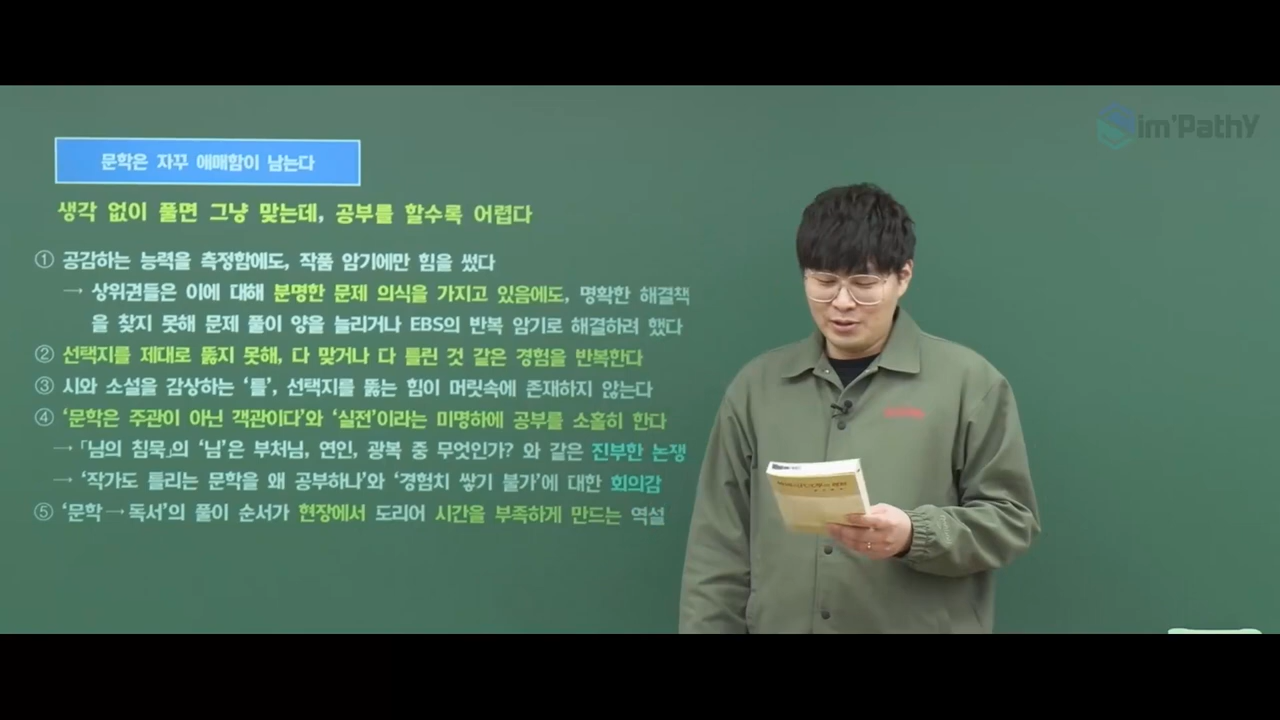 Sim'PathY
문학은 자꾸 애매함이 남는다
생각 없이 풀면 그냥 맞는데, 공부를 할수록 어렵다
① 공감하는 능력을 측정함에도, 작품 암기에만 힘을 썼다
→ 상위권들은 이에 대해 분명한 문제 의식을 가지고 있음에도, 명확한 해결책
을 찾지 못해 문제 풀이 양을 늘리거나 EBS의 반복 암기로 해결하려 했다
② 선택지를 제대로 뚫지 못해, 다 맞거나 다 틀린 것 같은 경험을 반복한다
③ 시와 소설을 감상하는 '틀', 선택지를 뚫는 힘이 머릿속에 존재하지 않는다
④ '문학은 주관이 아닌 객관이다'와 '실전'이라는 미명하에 공부를 소홀히 한다
→ 「님의 침묵」의 '님'은 부처님, 연인, 광복 중 무엇인가? 와 같은 진부한 논쟁
→ '작가도 틀리는 문학을 왜 공부하나'와 '경험치 쌓기 불가'에 대한 회의감
⑤ '문학 → 독서'의 풀이 순서가 현장에서 도리어 시간을 부족하게 만드는 역설